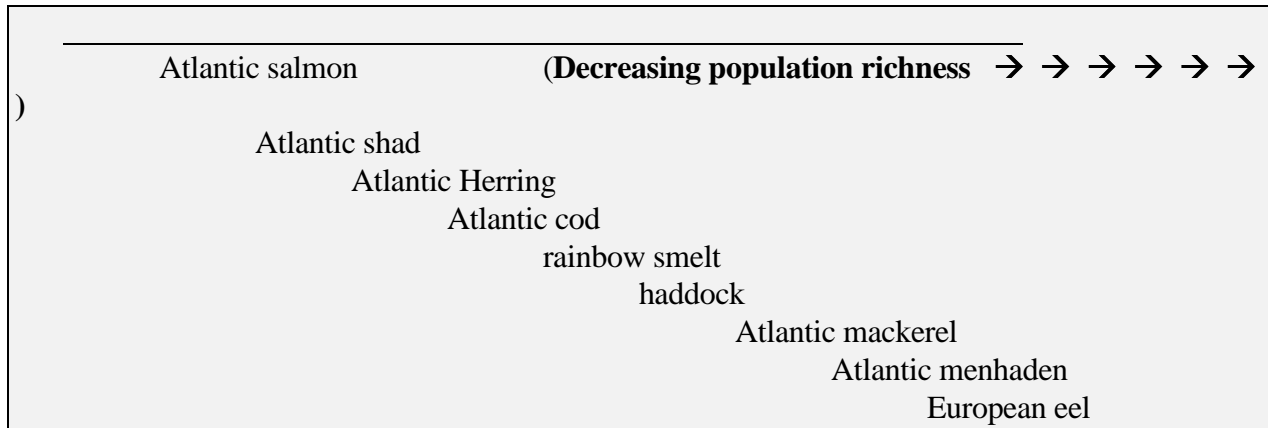 Atlantic salmon (Decreasing population richness → → → → → →
)
Atlantic shad
Atlantic Herring
Atlantic cod
rainbow smelt
haddock
Atlantic mackerel
Atlantic menhaden
European eel